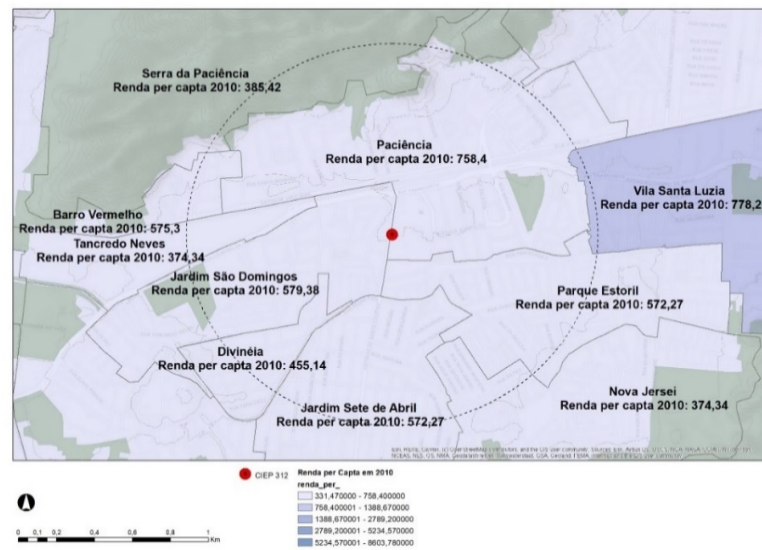 Serra da Paciência
Renda per capta 2010: 385,42
Paciência
Renda per capta 2010: 758,4
Vila Santa Luzia
Renda per capta 2010: 778,2
Barro Vermelho
Renda per capta 2010: 575,3
Tancredo Neves
Renda per capta 2010: 374,34
Jardim São Domingos
Renda per capta 2010: 579,38
Parque Estoril
Renda per capta 2010: 572,27
Divinéia
Renda per capta 2010: 455,14
Nova Jersei
Renda per capta 2010: 374,34
Jardim Sete de Abril
Renda per capta 2010: 572,27
CIEP 312
Renda per Capta em 2010
renda_per_
331,470000 - 758,400000
758,400001 - 1388,670000
1388,670001 - 2789,200000
2789,200001 - 5234,570000
5234,570001 - 8603,780000
0 0,1 0,2 0,4 0,6 0,8 1
Km